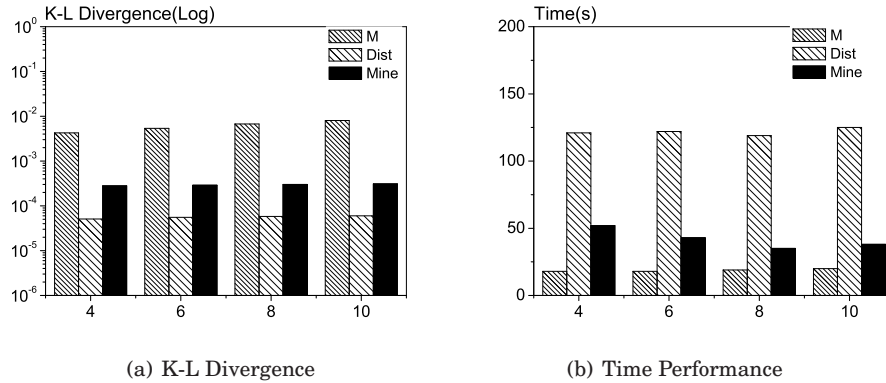 K-L Divergence(Log)
10^0
10^-1
10^-2
10^-3
10^-4
10^-5
10^-6
M
Dist
Mine
4 6 8 10
(a) K-L Divergence
Time(s)
200
150
100
50
0
M
Dist
Mine
4 6 8 10
(b) Time Performance